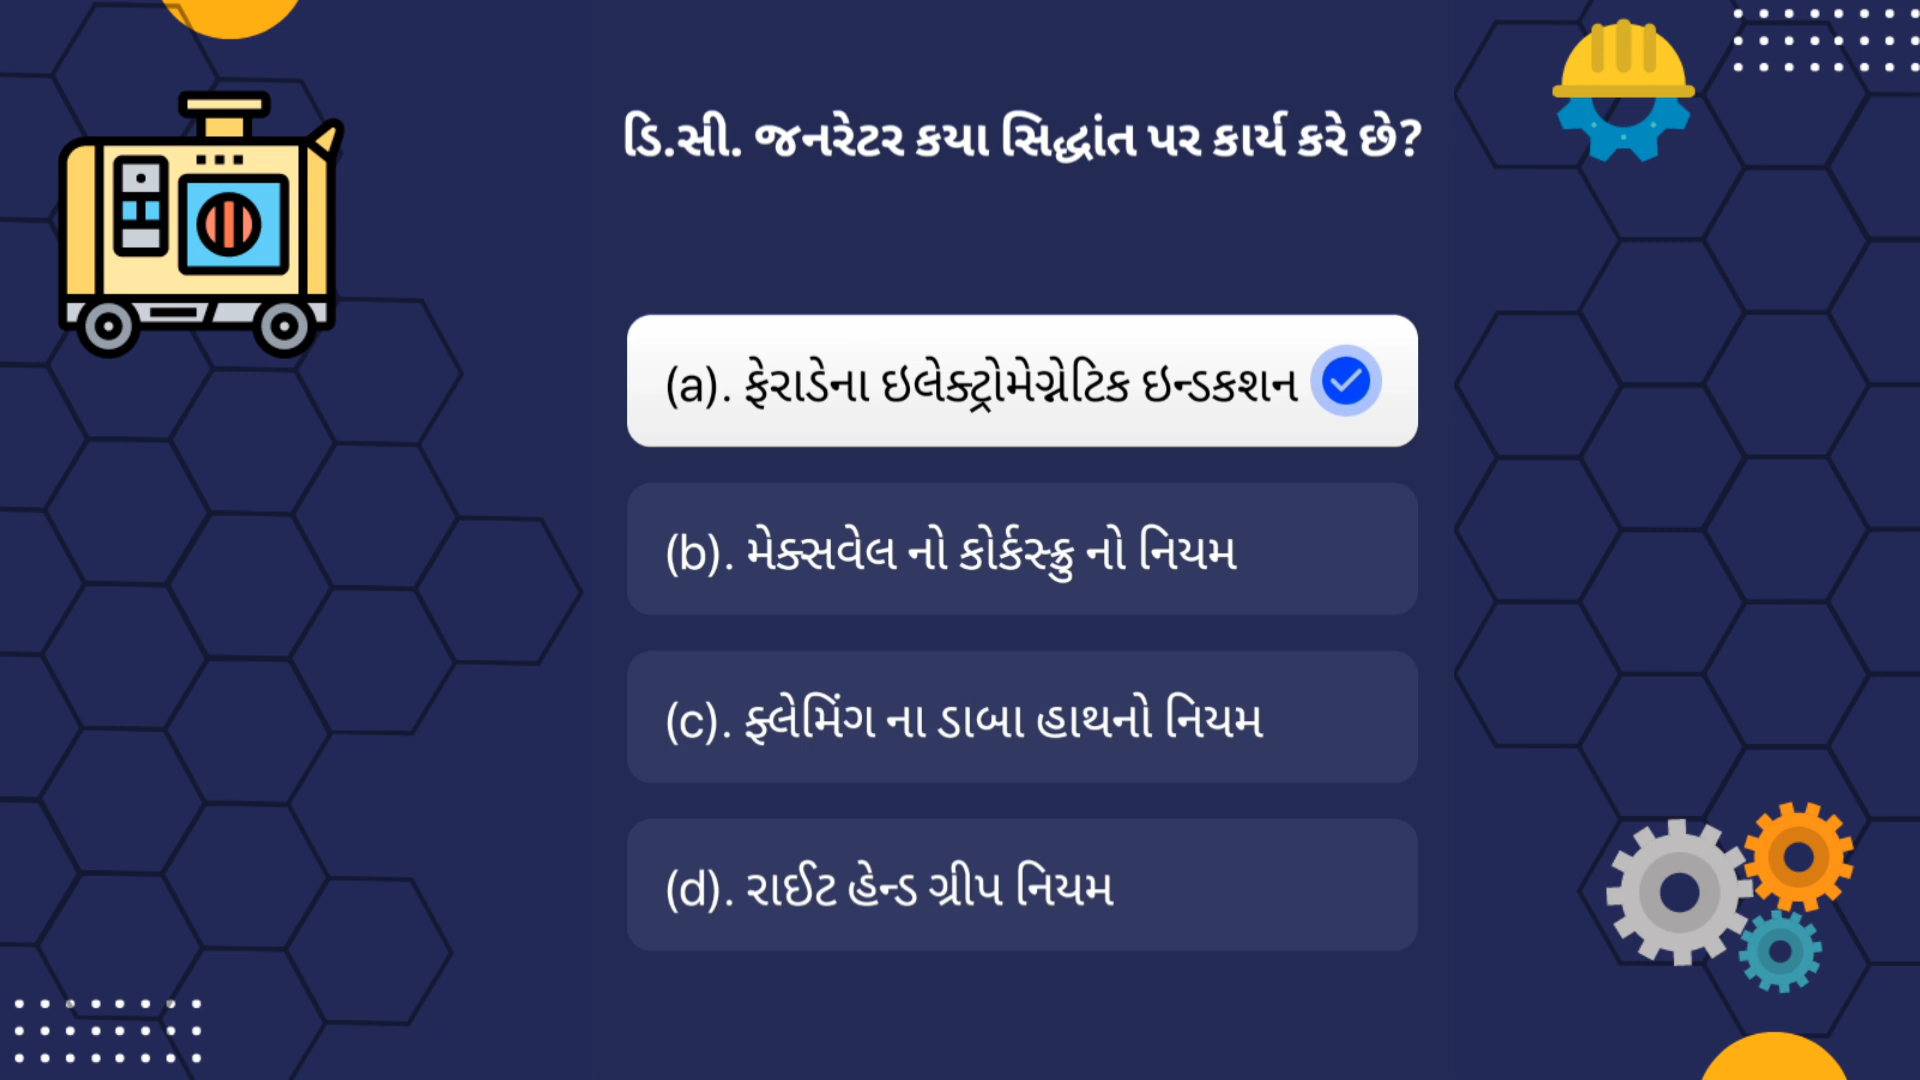 ડિ.સી. જનરેટર કયા સિદ્ધાંત પર કાર્ય કરે છે?
(a). ફેરાડેના ઇલેક્ટ્રોમેગ્નેટિક ઇન્ડકશન
(b). મેક્સવેલ નો કોર્કસ્ક્રુ નો નિયમ
(c). ફ્લેમિંગ ના ડાબા હાથનો નિયમ
(d). રાઈટ હેન્ડ ગ્રીપ નિયમ